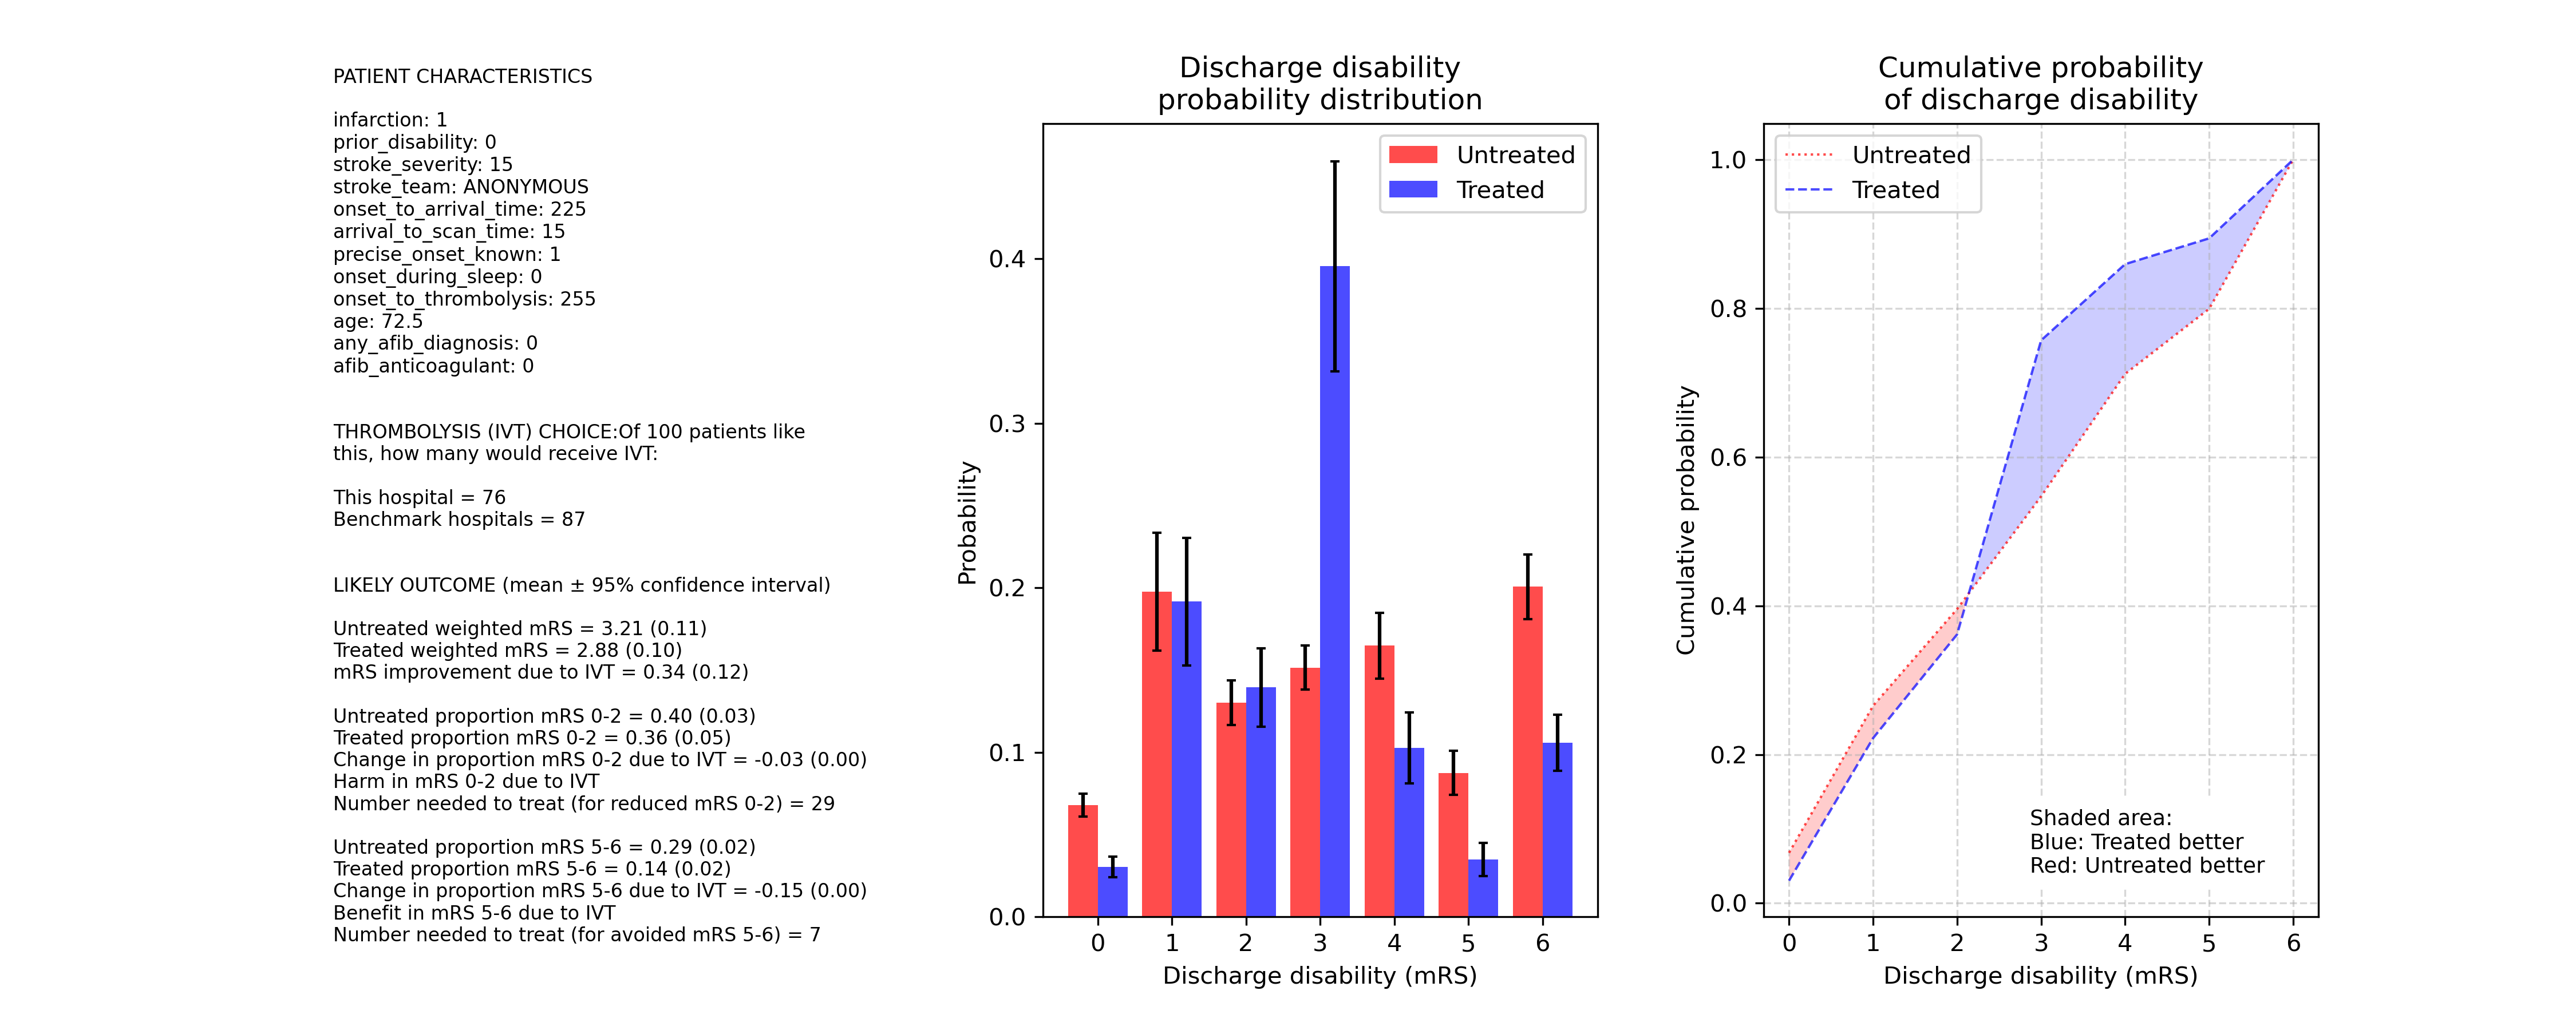 PATIENT CHARACTERISTICS
infarction: 1
prior_disability: 0
stroke_severity: 15
stroke_team: ANONYMOUS
onset_to_arrival_time: 225
arrival_to_scan_time: 15
precise_onset_known: 1
onset_during_sleep: 0
onset_to_thrombolysis: 255
age: 72.5
any_afib_diagnosis: 0
afib_anticoagulant: 0
THROMBOLYSIS (IVT) CHOICE:Of 100 patients like
this, how many would receive IVT:
This hospital = 76
Benchmark hospitals = 87
LIKELY OUTCOME (mean ± 95% confidence interval)
Untreated weighted mRS = 3.21 (0.11)
Treated weighted mRS = 2.88 (0.10)
mRS improvement due to IVT = 0.34 (0.12)
Untreated proportion mRS 0-2 = 0.40 (0.03)
Treated proportion mRS 0-2 = 0.36 (0.05)
Change in proportion mRS 0-2 due to IVT = -0.03 (0.00)
Harm in mRS 0-2 due to IVT
Number needed to treat (for reduced mRS 0-2) = 29
Untreated proportion mRS 5-6 = 0.29 (0.02)
Treated proportion mRS 5-6 = 0.14 (0.02)
Change in proportion mRS 5-6 due to IVT = -0.15 (0.00)
Benefit in mRS 5-6 due to IVT
Number needed to treat (for avoided mRS 5-6) = 7
Discharge disability
probability distribution
Untreated
Treated
Probability
0.4
0.3
0.2
0.1
0.0
0 1 2 3 4 5 6
Discharge disability (mRS)
Cumulative probability
of discharge disability
Untreated
Treated
Cumulative probability
1.0
0.8
0.6
0.4
0.2
0.0
Shaded area:
Blue: Treated better
Red: Untreated better
0 1 2 3 4 5 6
Discharge disability (mRS)